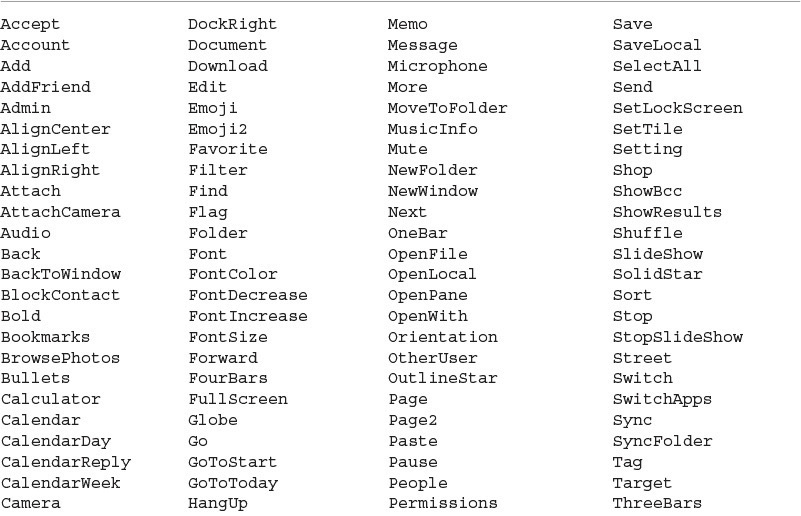 Accept DockRight Memo Save
Account Document Message SaveLocal
Add Download Microphone SelectAll
AddFriend Edit More Send
Admin Emoji MoveToFolder SetLockScreen
AlignCenter Emoji2 MusicInfo SetTile
AlignLeft Favorite Mute Setting
AlignRight Filter NewFolder Shop
Attach Find NewWindow ShowBcc
AttachCamera Flag Next ShowResults
Audio Folder OneBar Shuffle
Back Font OpenFile SlideShow
BackToWindow FontColor OpenLocal SolidStar
BlockContact FontDecrease OpenPane Sort
Bold FontIncrease OpenWith Stop
Bookmarks FontSize Orientation StopSlideShow
BrowsePhotos Forward OtherUser Street
Bullets FourBars OutlineStar Switch
Calculator FullScreen Page SwitchApps
Calendar Globe Page2 Sync
CalendarDay Go Paste SyncFolder
CalendarReply GoToStart Pause Tag
CalendarWeek GoToToday People Target
Camera HangUp Permissions ThreeBars